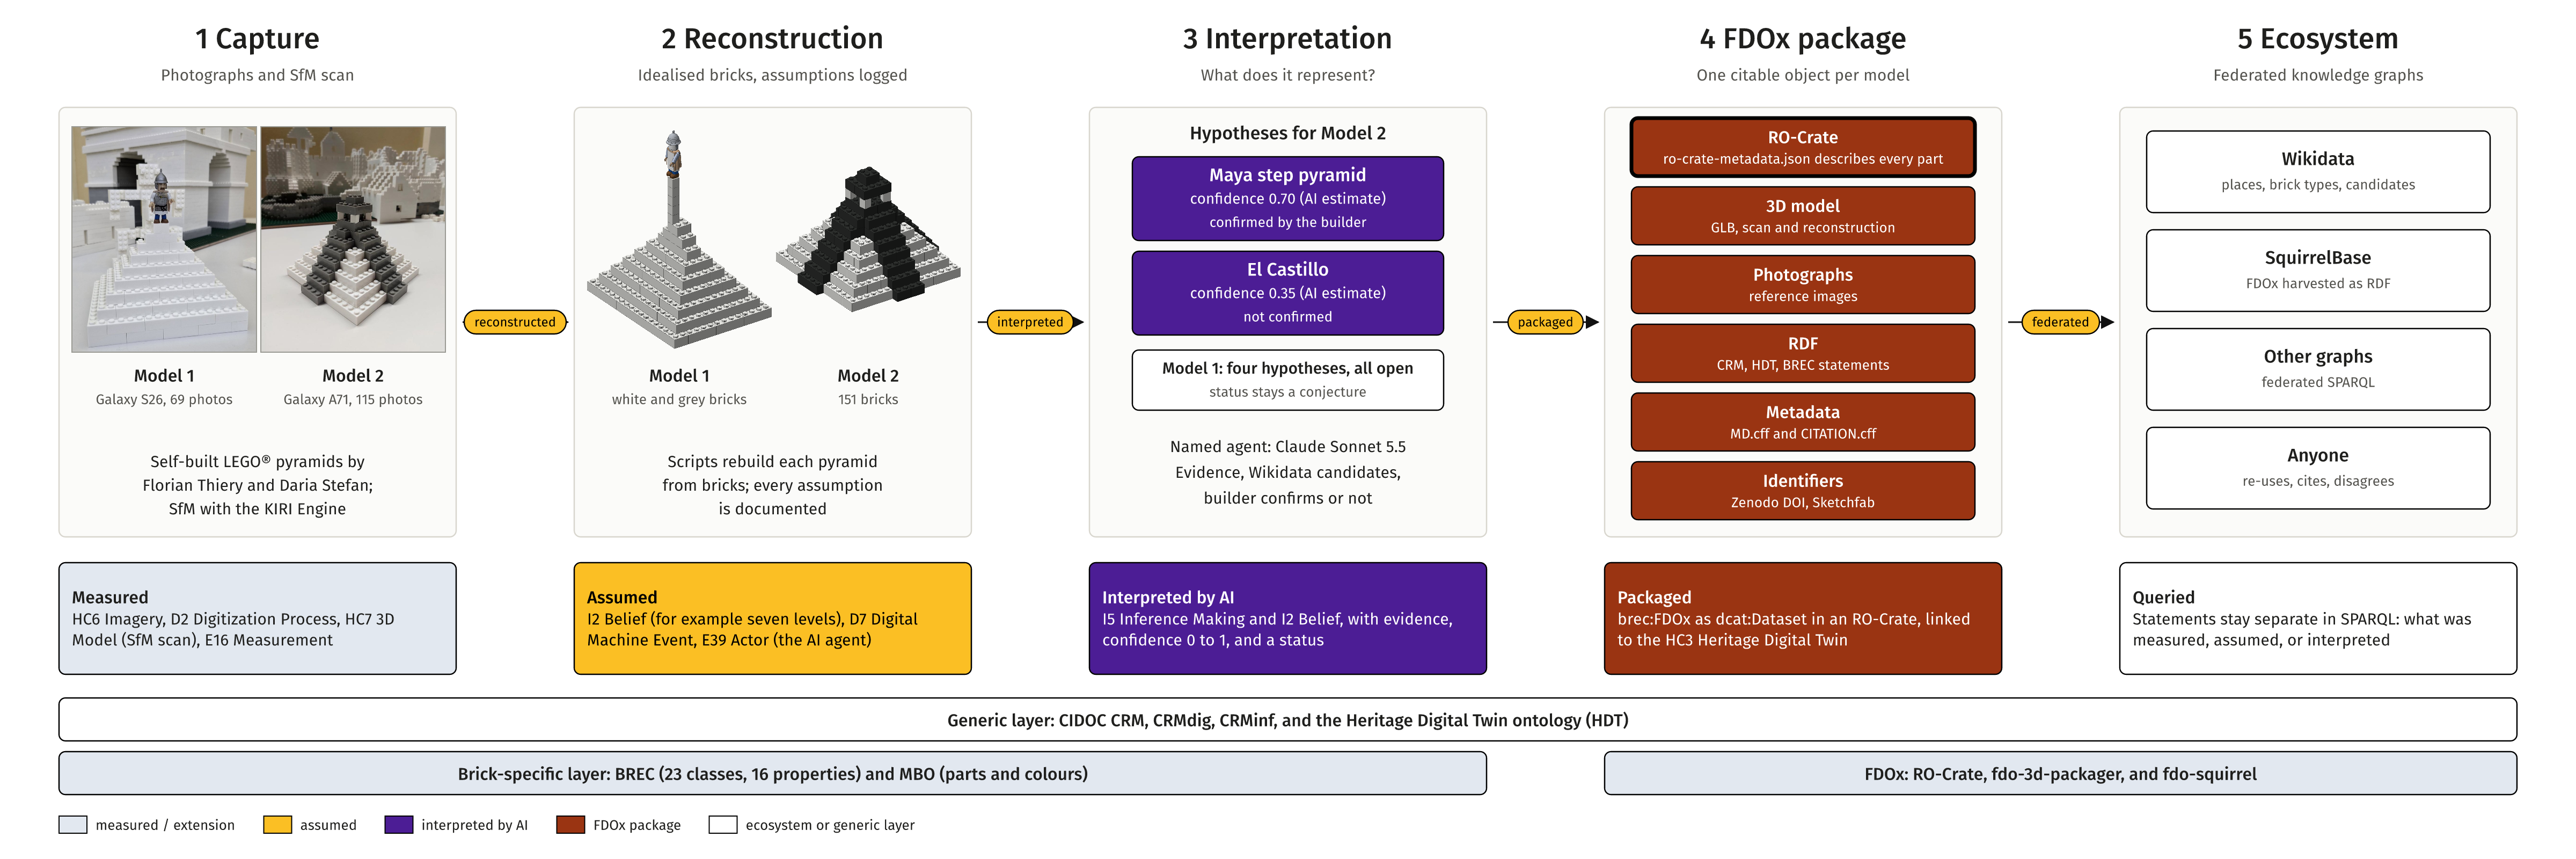 1 Capture
Photographs and SfM scan
Model 1
Galaxy S26, 69 photos
Model 2
Galaxy A71, 115 photos
Self-built LEGO® pyramids by
Florian Thiery and Daria Stefan;
SfM with the KIRI Engine
reconstructed
2 Reconstruction
Idealised bricks, assumptions logged
Model 1
white and grey bricks
Model 2
151 bricks
Scripts rebuild each pyramid
from bricks; every assumption
is documented
interpreted
3 Interpretation
What does it represent?
Hypotheses for Model 2
Maya step pyramid
confidence 0.70 (AI estimate)
confirmed by the builder
El Castillo
confidence 0.35 (AI estimate)
not confirmed
Model 1: four hypotheses, all open
status stays a conjecture
Named agent: Claude Sonnet 5.5
Evidence, Wikidata candidates,
builder confirms or not
packaged
4 FDOx package
One citable object per model
RO-Crate
ro-crate-metadata.json describes every part
3D model
GLB, scan and reconstruction
Photographs
reference images
RDF
CRM, HDT, BREC statements
Metadata
MD.cff and CITATION.cff
Identifiers
Zenodo DOI, Sketchfab
federated
5 Ecosystem
Federated knowledge graphs
Wikidata
places, brick types, candidates
SquirrelBase
FDOx harvested as RDF
Other graphs
federated SPARQL
Anyone
re-uses, cites, disagrees
Measured
HC6 Imagery, D2 Digitization Process, HC7 3D
Model (SfM scan), E16 Measurement
Assumed
I2 Belief (for example seven levels), D7 Digital
Machine Event, E39 Actor (the AI agent)
Interpreted by AI
I5 Inference Making and I2 Belief, with evidence,
confidence 0 to 1, and a status
Packaged
brec:FDOx as dcat:Dataset in an RO-Crate, linked
to the HC3 Heritage Digital Twin
Queried
Statements stay separate in SPARQL: what was
measured, assumed, or interpreted
Generic layer: CIDOC CRM, CRMdig, CRMinf, and the Heritage Digital Twin ontology (HDT)
Brick-specific layer: BREC (23 classes, 16 properties) and MBO (parts and colours)
FDOx: RO-Crate, fdo-3d-packager, and fdo-squirrel
measured / extension
assumed
interpreted by AI
FDOx package
ecosystem or generic layer